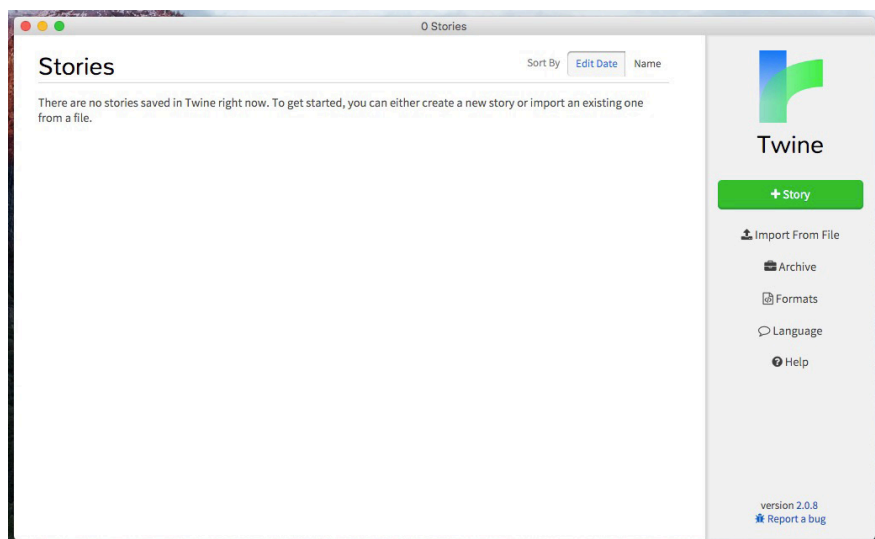 0 Stories
Stories
Sort By Edit Date Name
There are no stories saved in Twine right now. To get started, you can either create a new story or import an existing one
from a file.
Twine
+ Story
Import From File
Archive
Formats
Language
Help
version 2.0.8
Report a bug